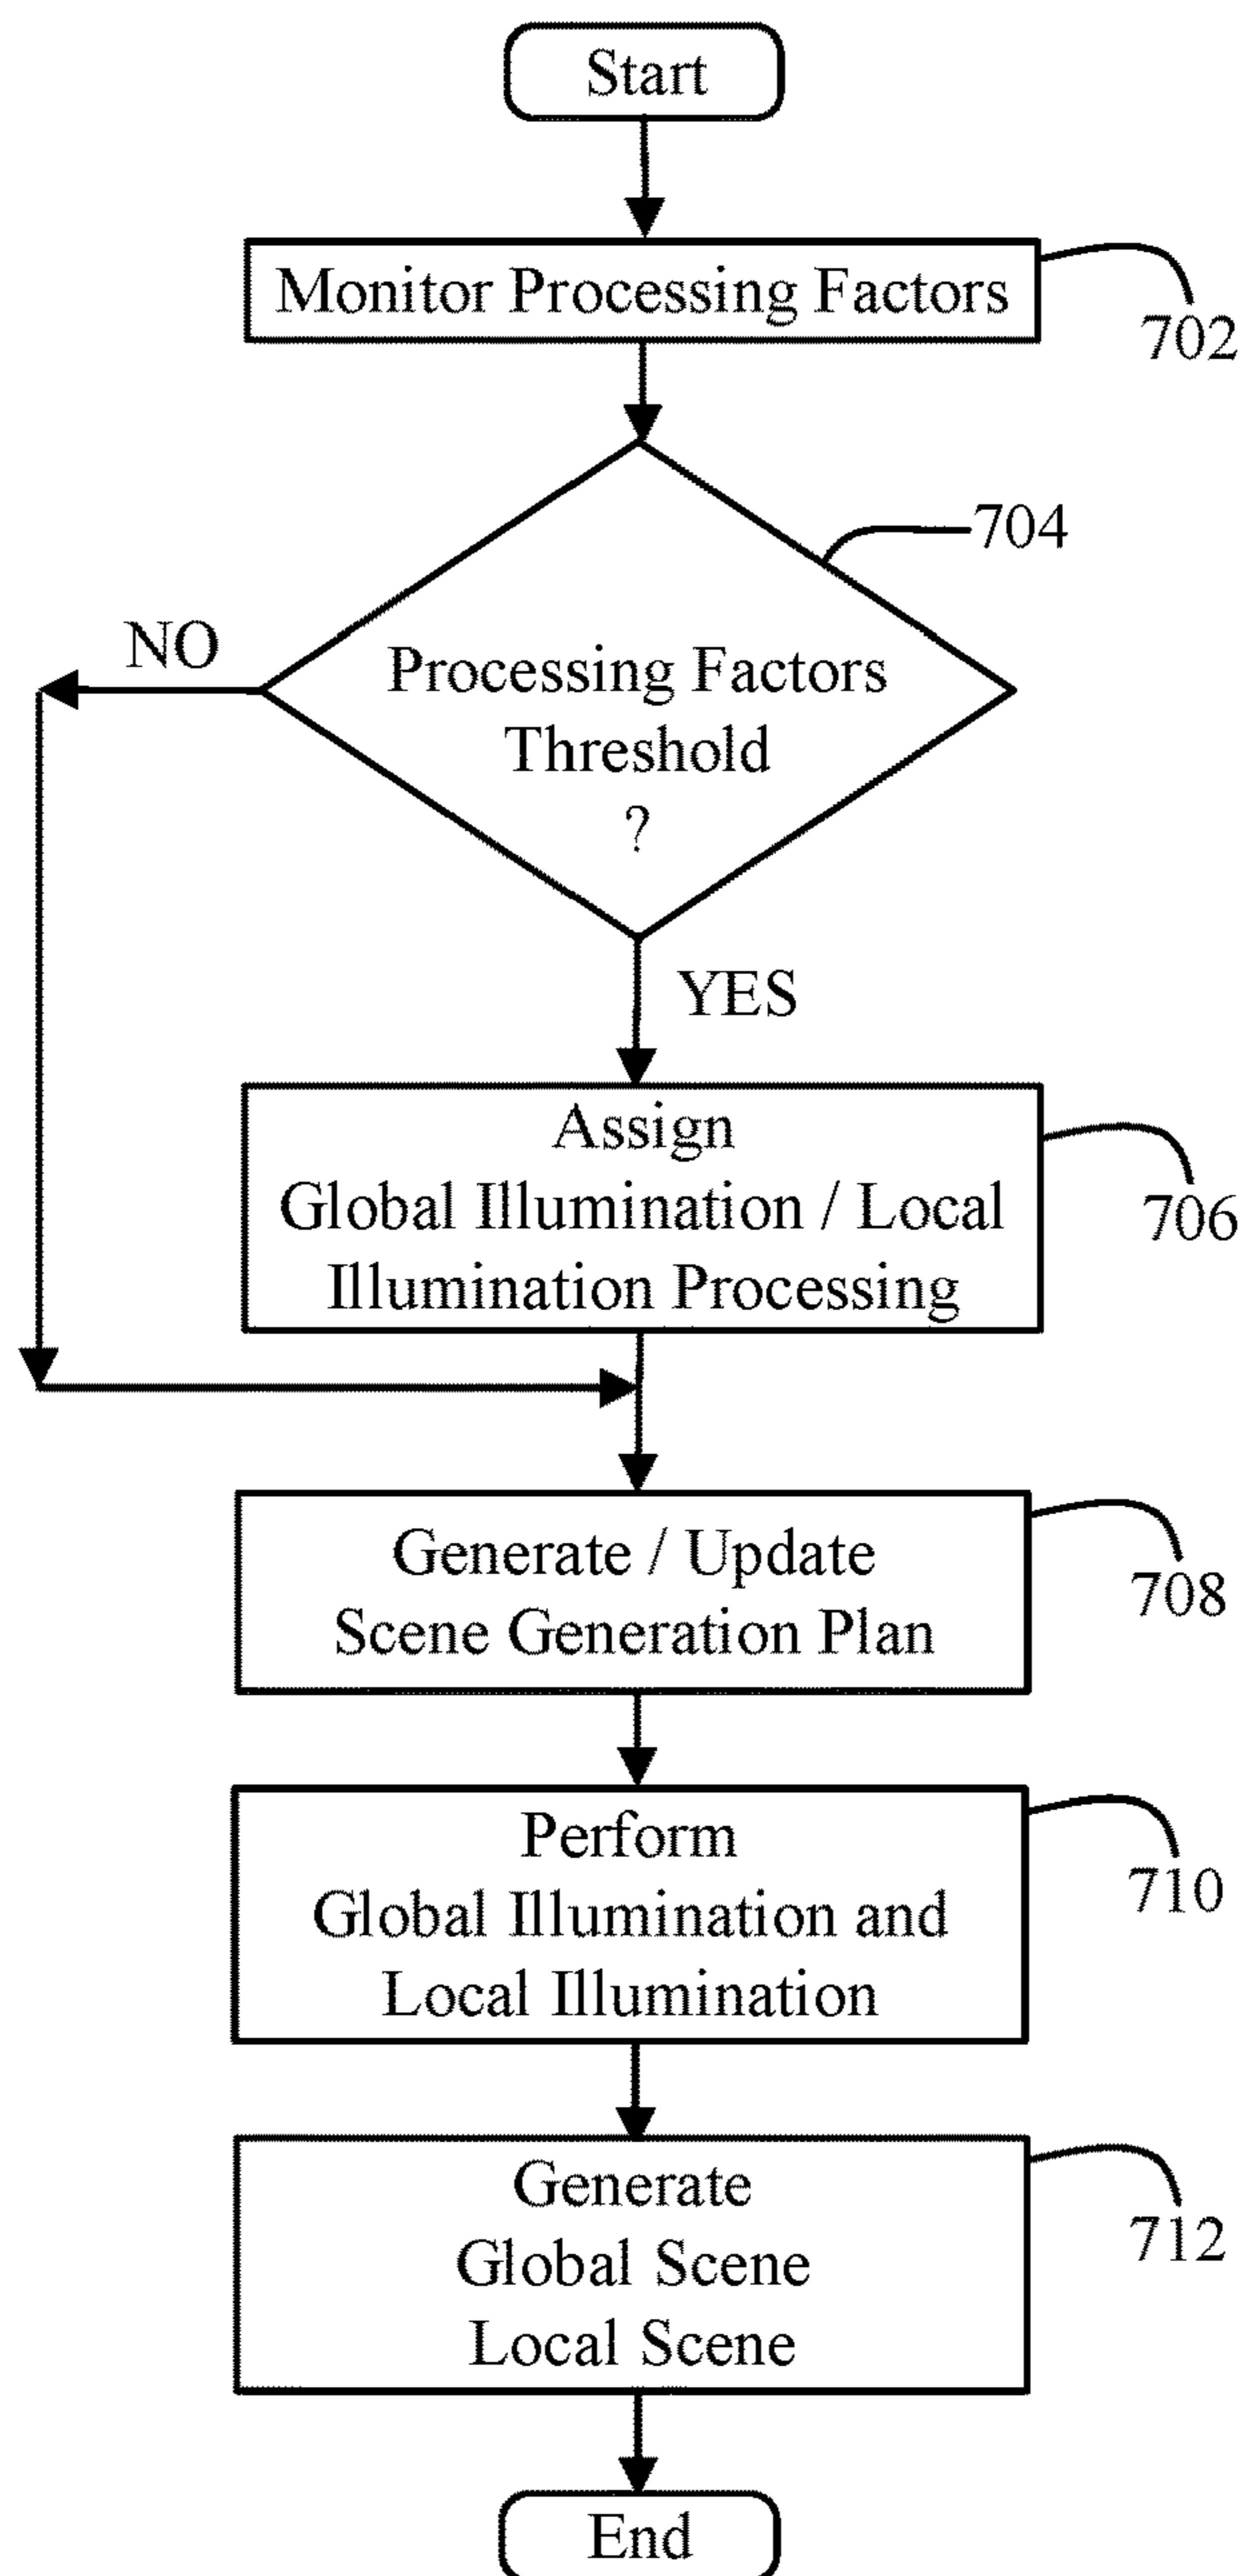 Start
Monitor Processing Factors
702
704
NO
Processing Factors
Threshold
?
YES
Assign
Global Illumination / Local
Illumination Processing
706
Generate / Update
Scene Generation Plan
708
Perform
Global Illumination and
Local Illumination
710
Generate
Global Scene
Local Scene
712
End